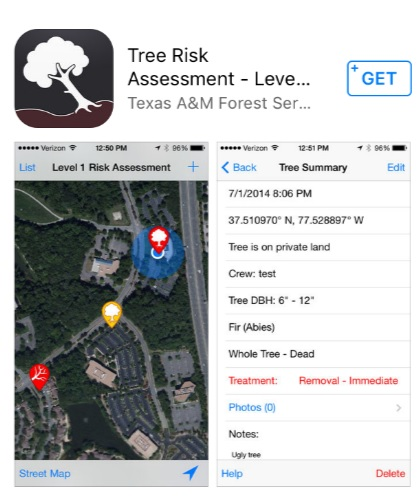 Tree Risk
Assessment - Leve...
Texas A&M Forest Ser...
+GET
Verizon 12:50 PM 96%
List Level 1 Risk Assessment +
Street Map
Verizon 12:51 PM 96%
Back Tree Summary Edit
7/1/2014 8:06 PM
37.510970° N, 77.528897° W
Tree is on private land
Crew: test
Tree DBH: 6" - 12"
Fir (Abies)
Whole Tree - Dead
Treatment: Removal - Immediate
Photos (0)
Notes:
Ugly tree
Help Delete